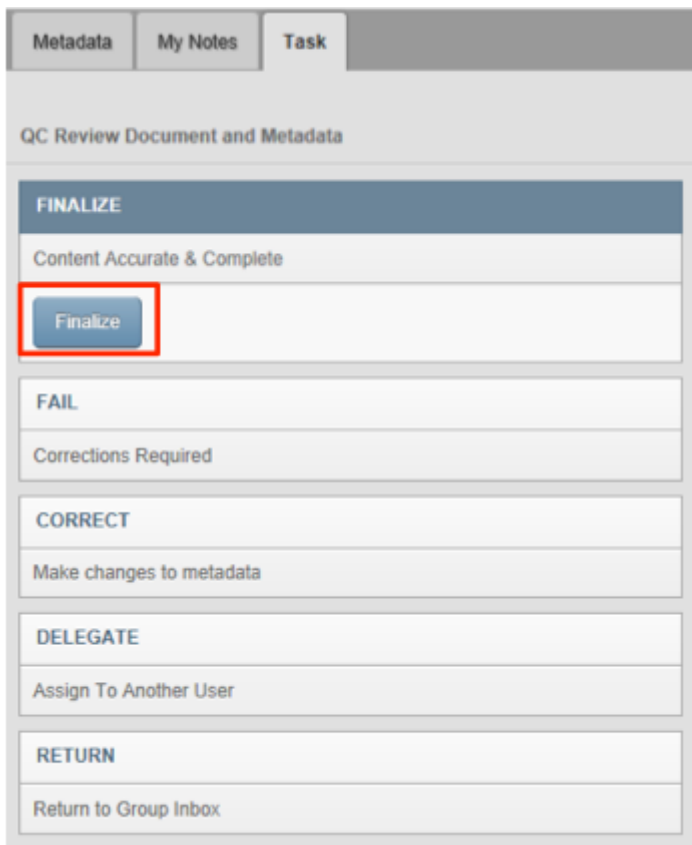 Metadata My Notes Task
QC Review Document and Metadata
FINALIZE
Content Accurate & Complete
Finalize
FAIL
Corrections Required
CORRECT
Make changes to metadata
DELEGATE
Assign To Another User
RETURN
Return to Group Inbox